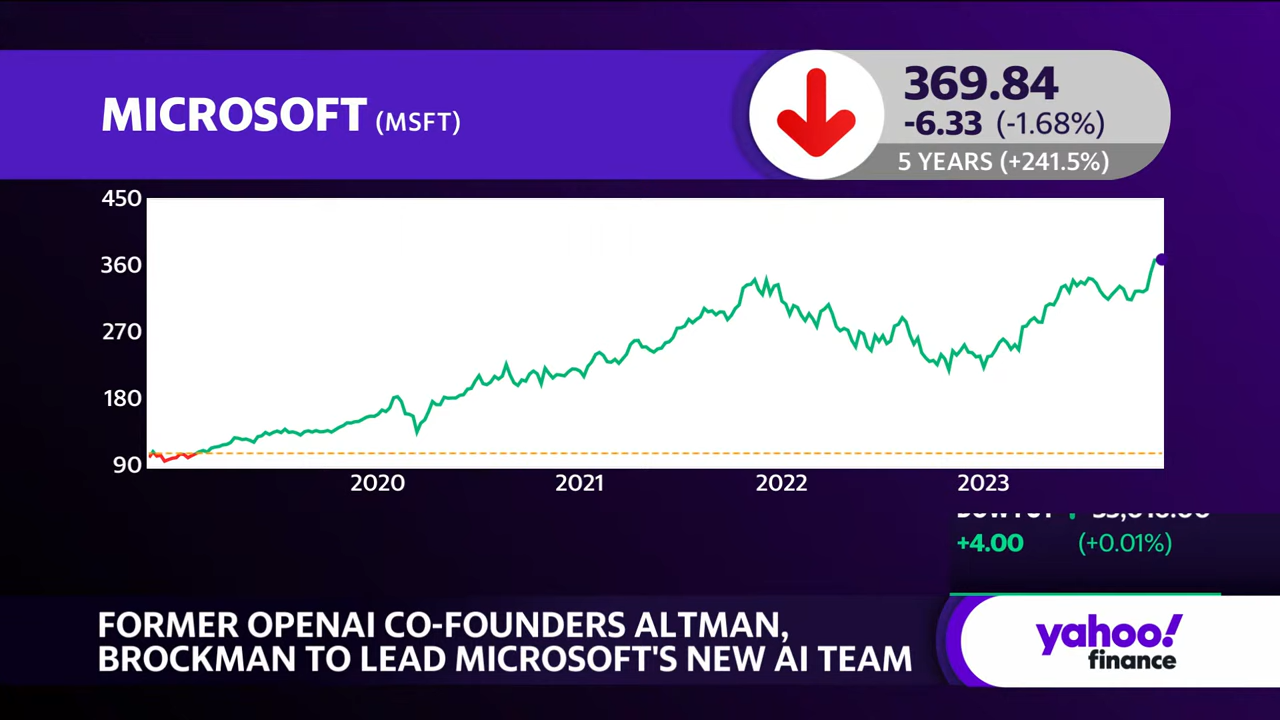 MICROSOFT (MSFT)
369.84
-6.33 (-1.68%)
5 YEARS (+241.5%)
450
360
270
180
90
2020 2021 2022 2023
+4.00 (+0.01%)
FORMER OPENAI CO-FOUNDERS ALTMAN,
BROCKMAN TO LEAD MICROSOFT'S NEW AI TEAM
yahoo!
finance